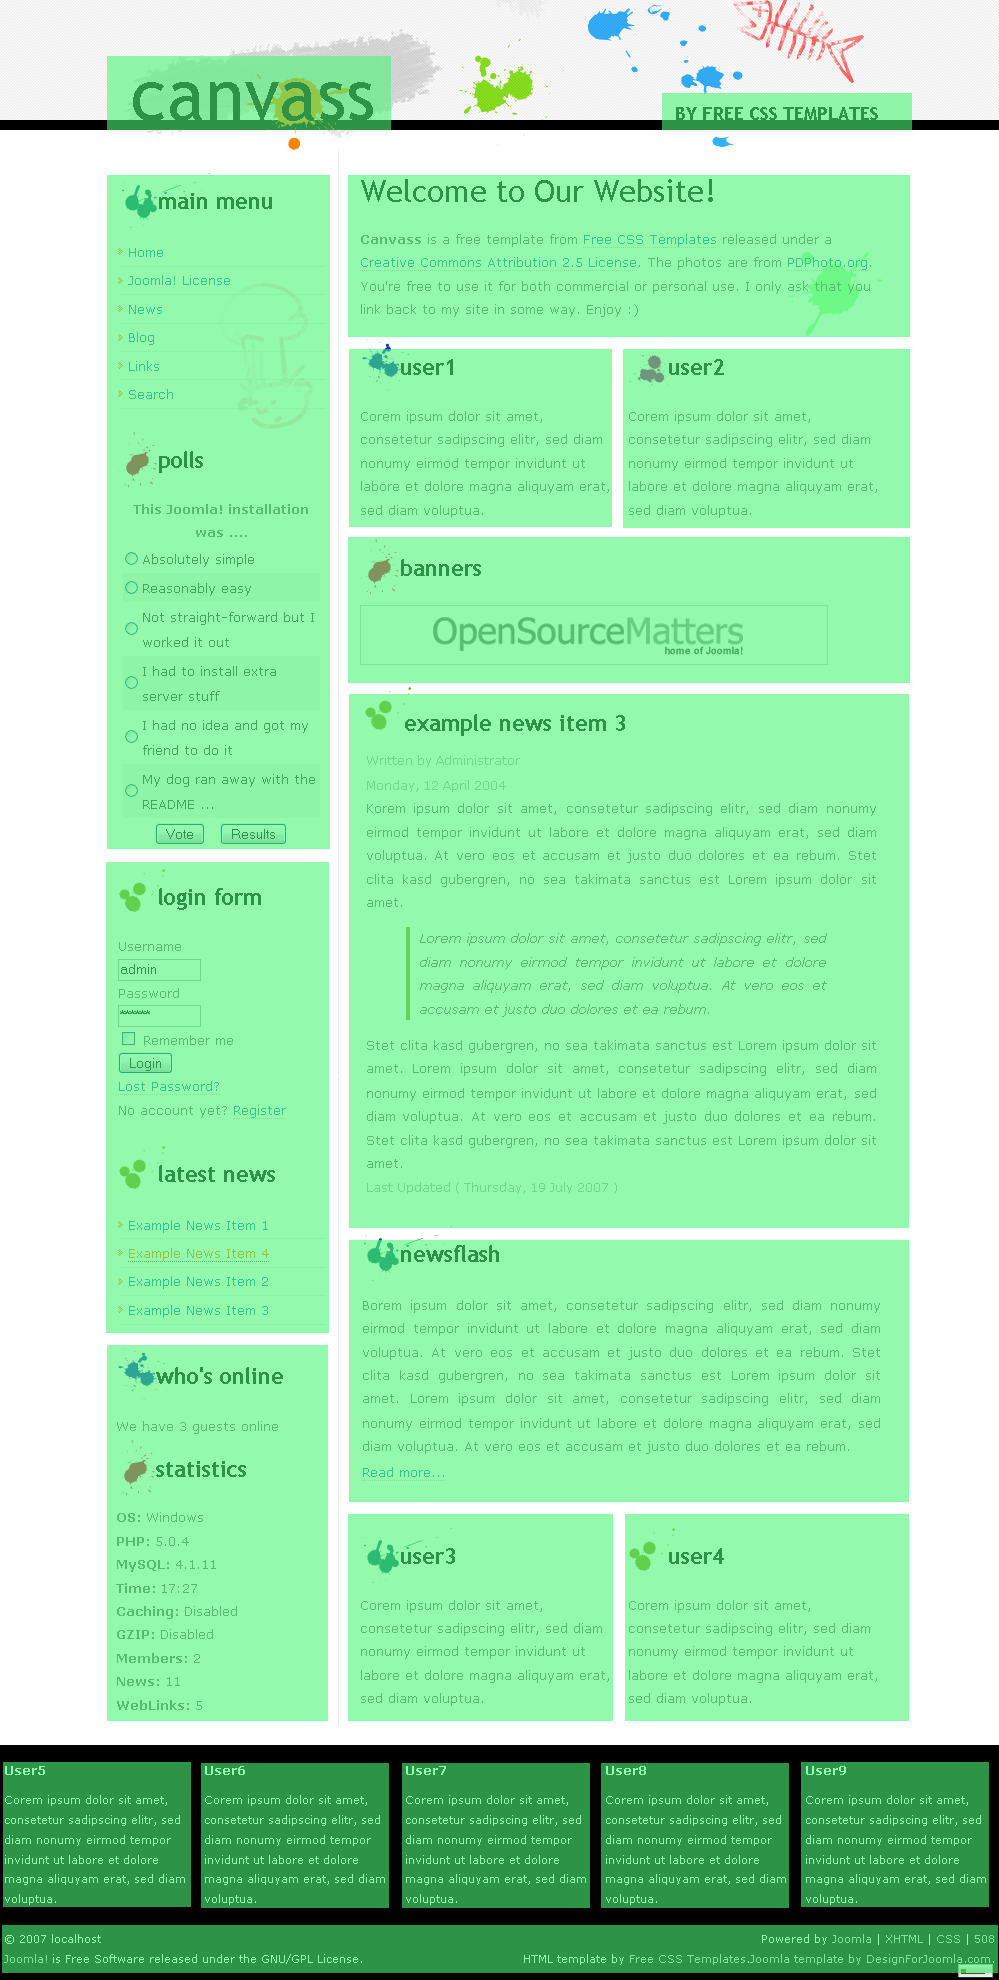 canvass
BY FREE CSS TEMPLATES
main menu
Home
Joomla! License
News
Blog
Links
Search
polls
This Joomla! installation
was ....
Absolutely simple
Reasonably easy
Not straight-forward but I
worked it out
I had to install extra
server stuff
I had no idea and got my
friend to do it
My dog ran away with the
README ...
Vote Results
login form
Username
admin
Password
*******
Remember me
Login
Lost Password?
No account yet? Register
latest news
Example News Item 1
Example News Item 4
Example News Item 2
Example News Item 3
who's online
We have 3 guests online
statistics
OS: Windows
PHP: 5.0.4
MySQL: 4.1.11
Time: 17:27
Caching: Disabled
GZIP: Disabled
Members: 2
News: 11
WebLinks: 5
Welcome to Our Website!
Canvass is a free template from Free CSS Templates released under a
Creative Commons Attribution 2.5 License. The photos are from PDPhoto.org.
You're free to use it for both commercial or personal use. I only ask that you
link back to my site in some way. Enjoy :)
user1
Corem ipsum dolor sit amet,
consetetur sadipscing elitr, sed diam
nonumy eirmod tempor invidunt ut
labore et dolore magna aliquyam erat,
sed diam voluptua.
user2
Corem ipsum dolor sit amet,
consetetur sadipscing elitr, sed diam
nonumy eirmod tempor invidunt ut
labore et dolore magna aliquyam erat,
sed diam voluptua.
banners
OpenSourceMatters
home of Joomla!
example news item 3
Written by Administrator
Monday, 12 April 2004
Korem ipsum dolor sit amet, consetetur sadipscing elitr, sed diam nonumy
eirmod tempor invidunt ut labore et dolore magna aliquyam erat, sed diam
voluptua. At vero eos et accusam et justo duo dolores et ea rebum. Stet
clita kasd gubergren, no sea takimata sanctus est Lorem ipsum dolor sit
amet.
Lorem ipsum dolor sit amet, consetetur sadipscing elitr, sed
diam nonumy eirmod tempor invidunt ut labore et dolore
magna aliquyam erat, sed diam voluptua. At vero eos et
accusam et justo duo dolores et ea rebum.
Stet clita kasd gubergren, no sea takimata sanctus est Lorem ipsum dolor sit
amet. Lorem ipsum dolor sit amet, consetetur sadipscing elitr, sed diam
nonumy eirmod tempor invidunt ut labore et dolore magna aliquyam erat, sed
diam voluptua. At vero eos et accusam et justo duo dolores et ea rebum.
Stet clita kasd gubergren, no sea takimata sanctus est Lorem ipsum dolor sit
amet.
Last Updated ( Thursday, 19 July 2007 )
newsflash
Borem ipsum dolor sit amet, consetetur sadipscing elitr, sed diam nonumy
eirmod tempor invidunt ut labore et dolore magna aliquyam erat, sed diam
voluptua. At vero eos et accusam et justo duo dolores et ea rebum. Stet
clita kasd gubergren, no sea takimata sanctus est Lorem ipsum dolor sit
amet. Lorem ipsum dolor sit amet, consetetur sadipscing elitr, sed diam
nonumy eirmod tempor invidunt ut labore et dolore magna aliquyam erat, sed
diam voluptua. At vero eos et accusam et justo duo dolores et ea rebum.
Read more...
user3
Corem ipsum dolor sit amet,
consetetur sadipscing elitr, sed diam
nonumy eirmod tempor invidunt ut
labore et dolore magna aliquyam erat,
sed diam voluptua.
user4
Corem ipsum dolor sit amet,
consetetur sadipscing elitr, sed diam
nonumy eirmod tempor invidunt ut
labore et dolore magna aliquyam erat,
sed diam voluptua.
User5
Corem ipsum dolor sit amet,
consetetur sadipscing elitr, sed
diam nonumy eirmod tempor
invidunt ut labore et dolore
magna aliquyam erat, sed diam
voluptua.
User6
Corem ipsum dolor sit amet,
consetetur sadipscing elitr, sed
diam nonumy eirmod tempor
invidunt ut labore et dolore
magna aliquyam erat, sed diam
voluptua.
User7
Corem ipsum dolor sit amet,
consetetur sadipscing elitr, sed
diam nonumy eirmod tempor
invidunt ut labore et dolore
magna aliquyam erat, sed diam
voluptua.
User8
Corem ipsum dolor sit amet,
consetetur sadipscing elitr, sed
diam nonumy eirmod tempor
invidunt ut labore et dolore
magna aliquyam erat, sed diam
voluptua.
User9
Corem ipsum dolor sit amet,
consetetur sadipscing elitr, sed
diam nonumy eirmod tempor
invidunt ut labore et dolore
magna aliquyam erat, sed diam
voluptua.
© 2007 localhost Powered by Joomla | XHTML | CSS | 508
Joomla! is Free Software released under the GNU/GPL License. HTML template by Free CSS Templates.Joomla template by DesignForJoomla.com.